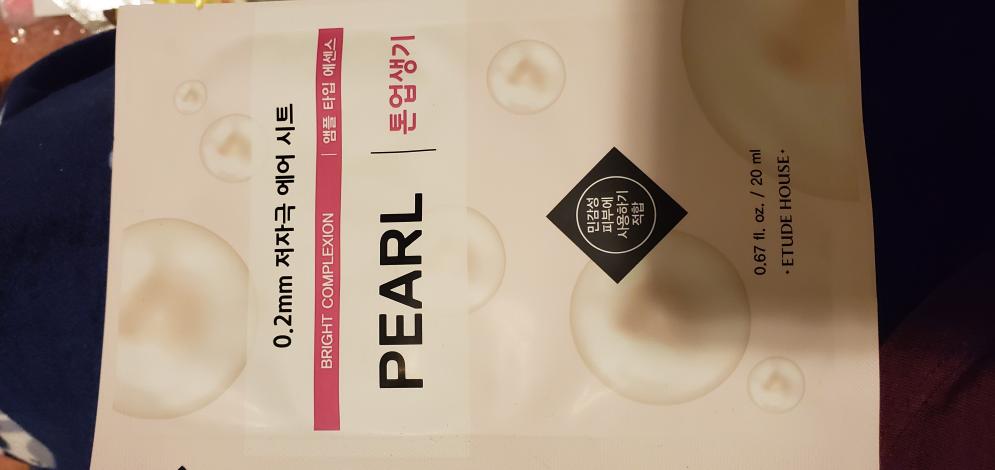 0.2mm 저자극 에어 시트
BRIGHT COMPLEXION | 앰플 타입 에센스
PEARL | 톤업생기
민감성
피부에
사용하기
적합
0.67 fl. oz. / 20 ml
·ETUDE HOUSE·